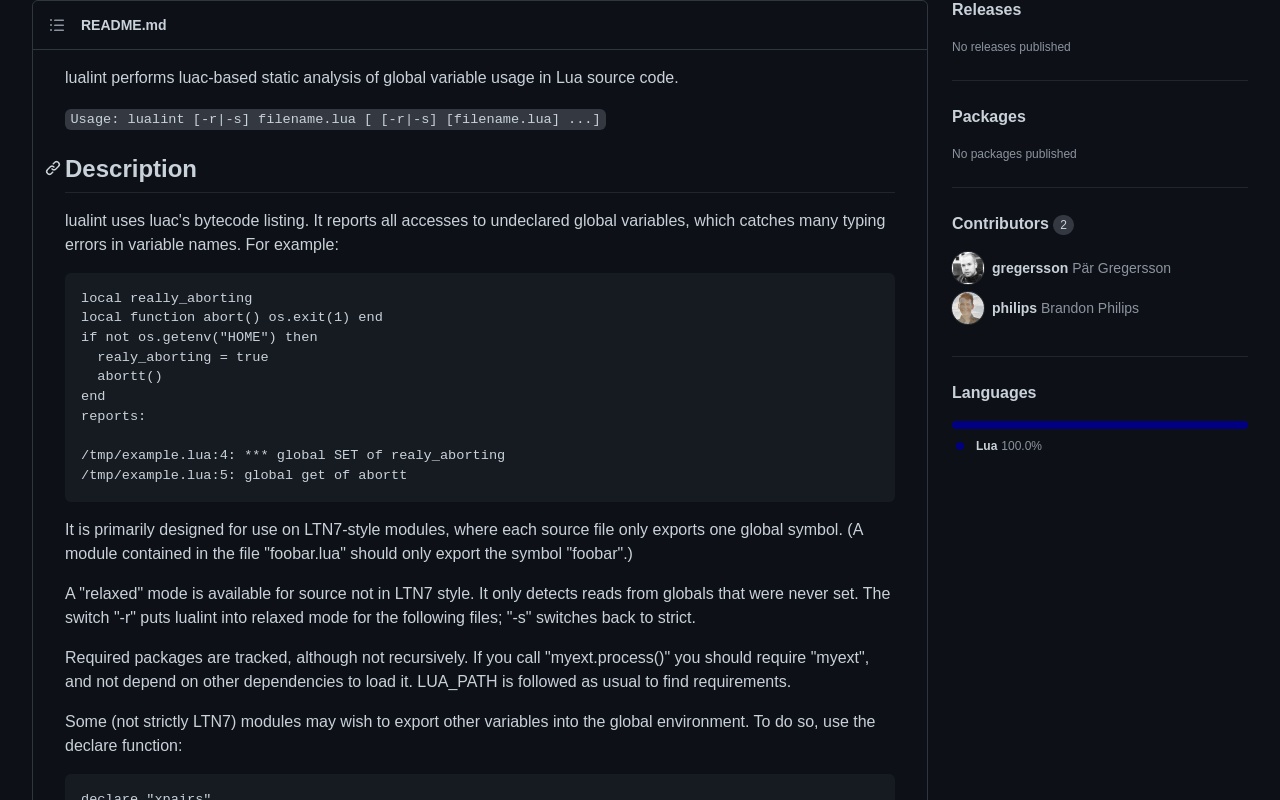 README.md
lualint performs luac-based static analysis of global variable usage in Lua source code.
Usage: lualint [-r|-s] filename.lua [ [-r|-s] [filename.lua] ...]
Description
lualint uses luac's bytecode listing. It reports all accesses to undeclared global variables, which catches many typing
errors in variable names. For example:
local really_aborting
local function abort() os.exit(1) end
if not os.getenv("HOME") then
  realy_aborting = true
  abortt()
end
reports:
/tmp/example.lua:4: *** global SET of realy_aborting
/tmp/example.lua:5: global get of abortt
It is primarily designed for use on LTN7-style modules, where each source file only exports one global symbol. (A
module contained in the file "foobar.lua" should only export the symbol "foobar".)
A "relaxed" mode is available for source not in LTN7 style. It only detects reads from globals that were never set. The
switch "-r" puts lualint into relaxed mode for the following files; "-s" switches back to strict.
Required packages are tracked, although not recursively. If you call "myext.process()" you should require "myext",
and not depend on other dependencies to load it. LUA_PATH is followed as usual to find requirements.
Some (not strictly LTN7) modules may wish to export other variables into the global environment. To do so, use the
declare function:
declare "xpairs"
Releases
No releases published
Packages
No packages published
Contributors 2
gregersson Pär Gregersson
philips Brandon Philips
Languages
Lua 100.0%